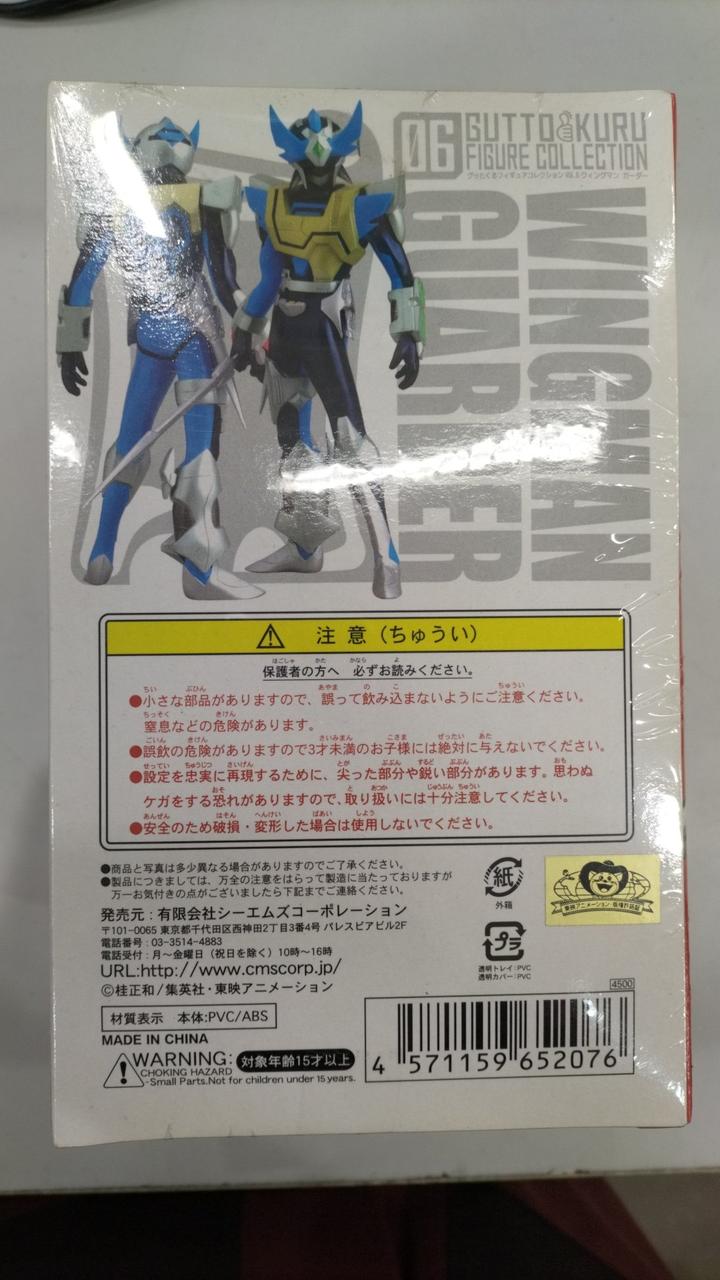 06
GUTTO KURU
FIGURE COLLECTION
グッとくるフィギュアコレクション Vol.6 ウィングマン ガーダー
WINGMAN
GUARDER
注意（ちゅうい）
保護者の方へ 必ずお読みください。
●小さな部品がありますので、誤って飲み込まないようにご注意ください。
窒息などの危険があります。
●誤飲の危険がありますので3才未満のお子様には絶対に与えないでください。
●設定を忠実に再現するために、尖った部分や鋭い部分があります。思わぬ
ケガをする恐れがありますので、取り扱いには十分注意してください。
●安全のため破損・変形した場合は使用しないでください。
●商品と写真は多少異なる場合がありますのでご了承ください。
●製品につきましては、万全の注意をはらって製造に当たっておりますが
万一お気付きの点がございましたら下記までご連絡ください。
発売元：有限会社シーエムズコーポレーション
〒101-0065 東京都千代田区西神田2丁目3番4号 パレスピアビル2F
電話番号：03-3514-4883
電話受付：月～金曜日（祝日を除く）10時～16時
URL:http://www.cmscorp.jp/
©桂正和/集英社・東映アニメーション
紙
外箱
プラ
透明トレイ:PVC
透明カバー:PVC
東映アニメーション 版権許諾証
材質表示 本体:PVC/ABS
MADE IN CHINA
WARNING:
CHOKING HAZARD
-Small Parts.Not for children under 15 years.
対象年齢15才以上
4500
4 571159 652076